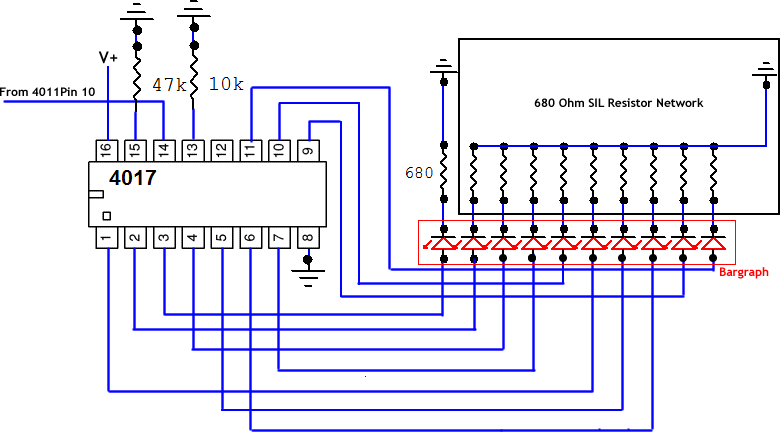 V+
47k
10k
From 4011Pin 10
680 Ohm SIL Resistor Network
16 15 14 13 12 11 10 9
680
4017
1 2 3 4 5 6 7 8
Bargraph